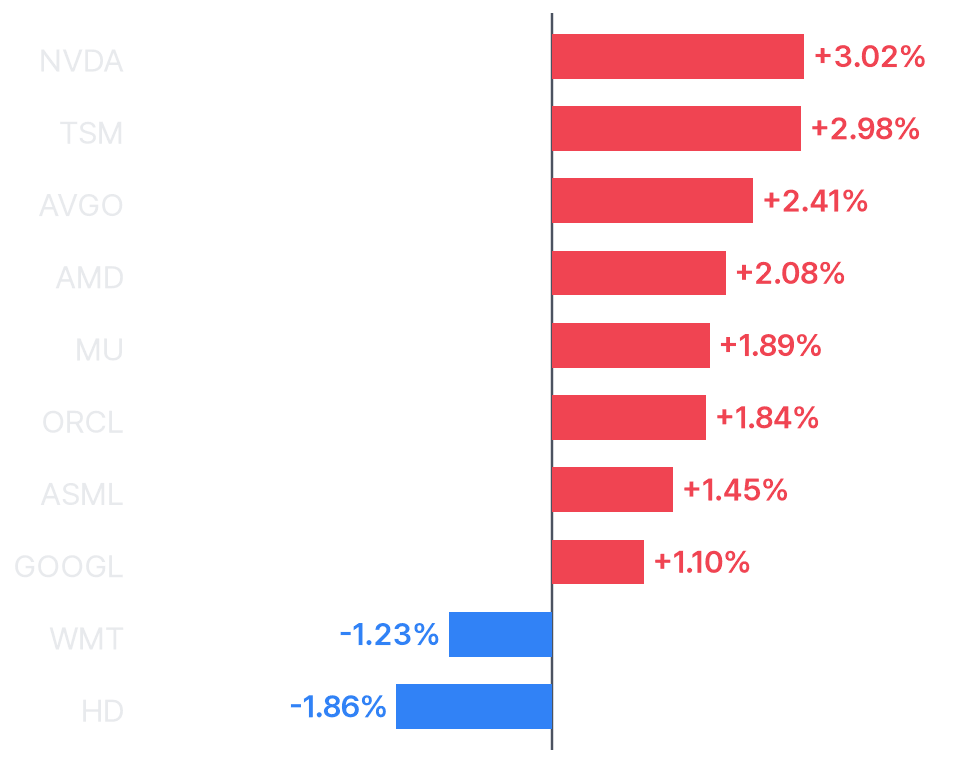 NVDA +3.02%
TSM +2.98%
AVGO +2.41%
AMD +2.08%
MU +1.89%
ORCL +1.84%
ASML +1.45%
GOOGL +1.10%
WMT -1.23%
HD -1.86%